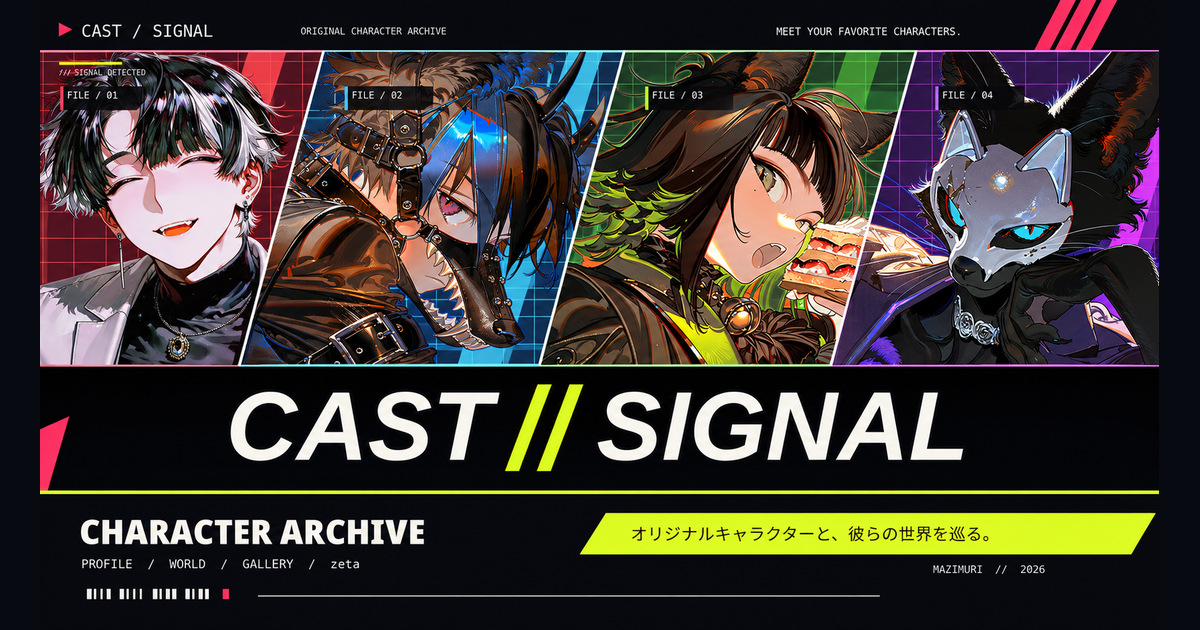 CAST / SIGNAL
ORIGINAL CHARACTER ARCHIVE
MEET YOUR FAVORITE CHARACTERS.
/// SIGNAL DETECTED
FILE / 01
FILE / 02
FILE / 03
FILE / 04
CAST // SIGNAL
CHARACTER ARCHIVE
PROFILE / WORLD / GALLERY / zeta
オリジナルキャラクターと、彼らの世界を巡る。
MAZIMURI // 2026